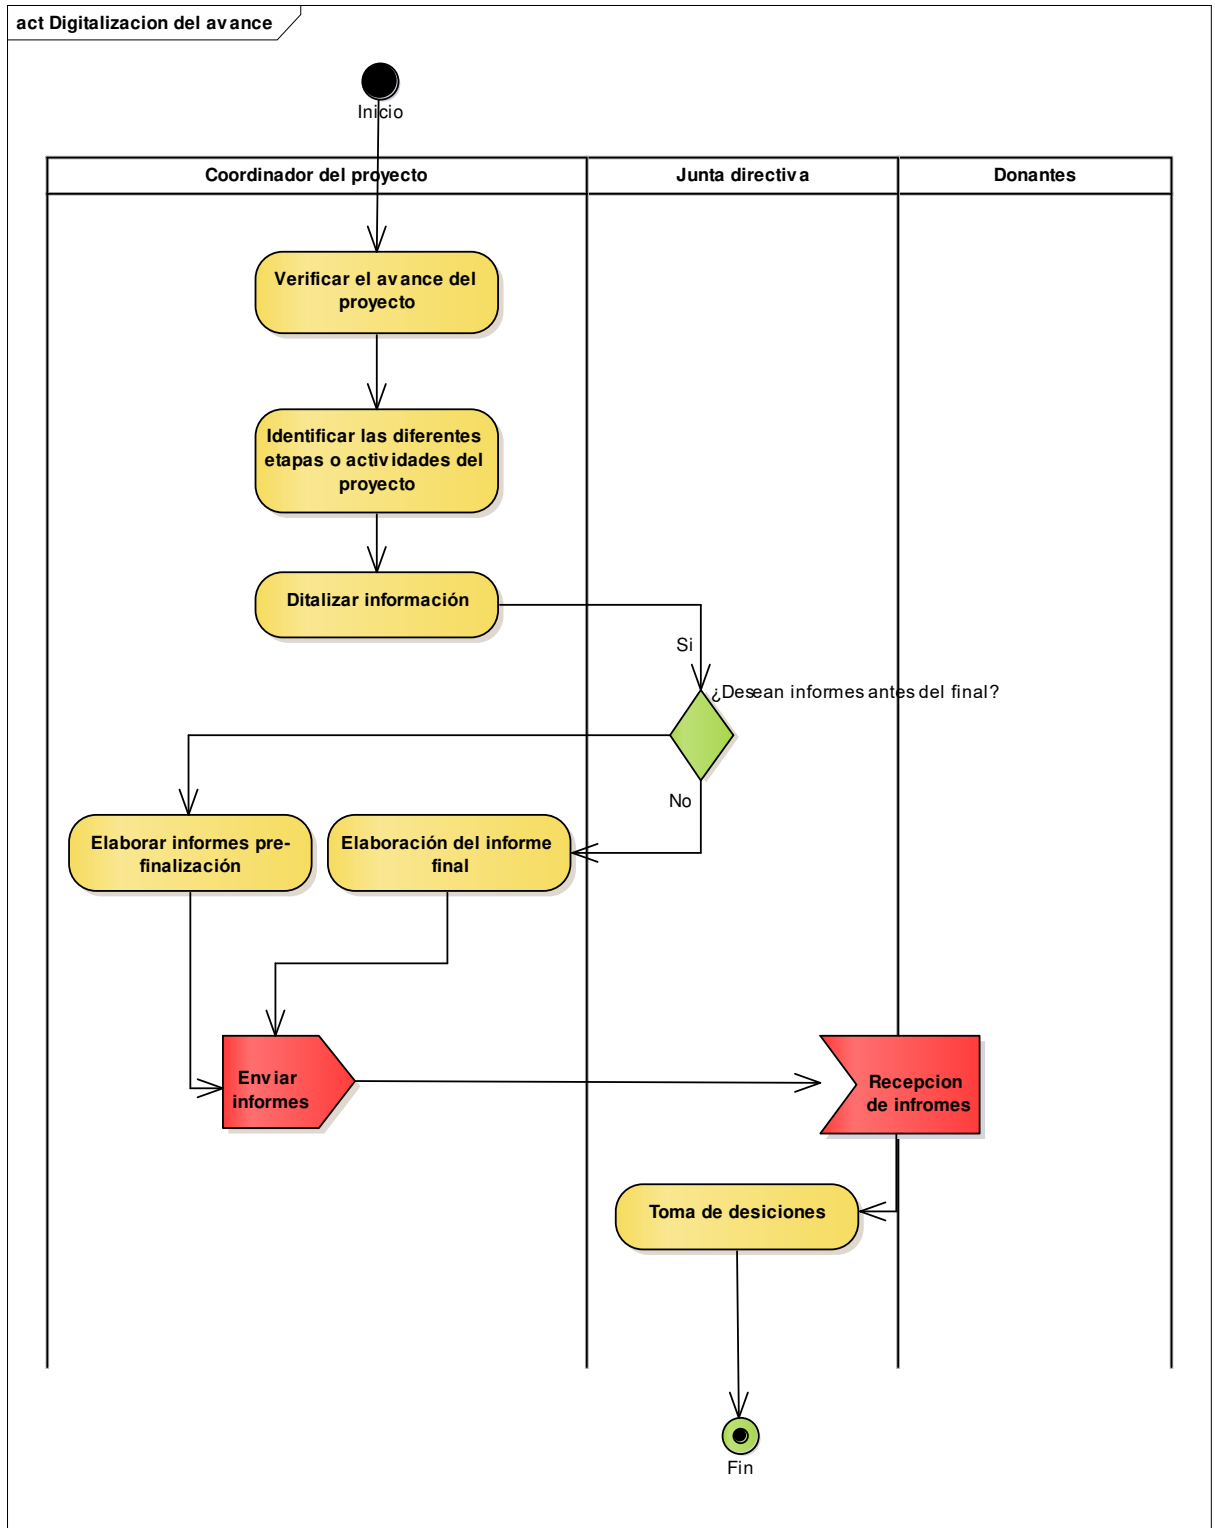 act Digitalizacion del avance
Inicio
Coordinador del proyecto
Junta directiva
Donantes
Verificar el avance del
proyecto
Identificar las diferentes
etapas o actividades del
proyecto
Ditalizar información
Si
¿Desean informes antes del final?
No
Elaborar informes pre-
finalización
Elaboración del informe
final
Enviar
informes
Recepcion
de infromes
Toma de desiciones
Fin